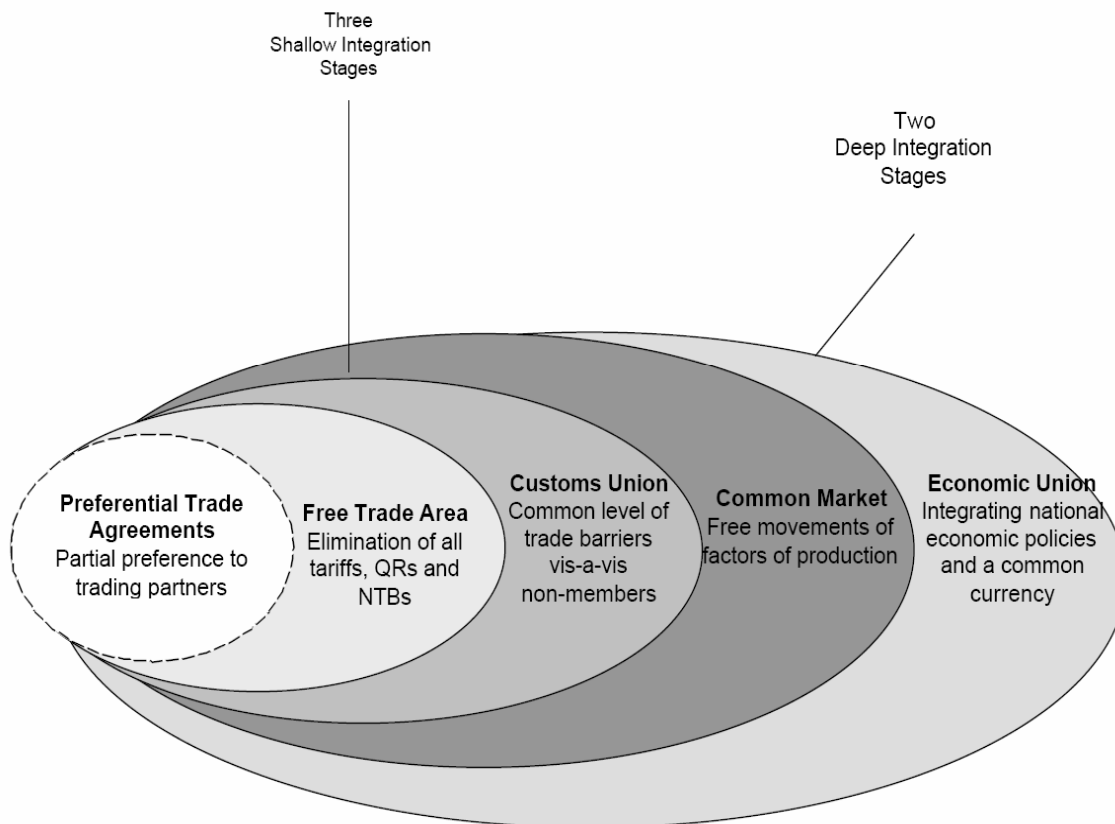 Three
Shallow Integration
Stages
Two
Deep Integration
Stages
Preferential Trade
Agreements
Partial preference to
trading partners
Free Trade Area
Elimination of all
tariffs, QRs and
NTBs
Customs Union
Common level of
trade barriers
vis-a-vis
non-members
Common Market
Free movements of
factors of production
Economic Union
Integrating national
economic policies
and a common
currency